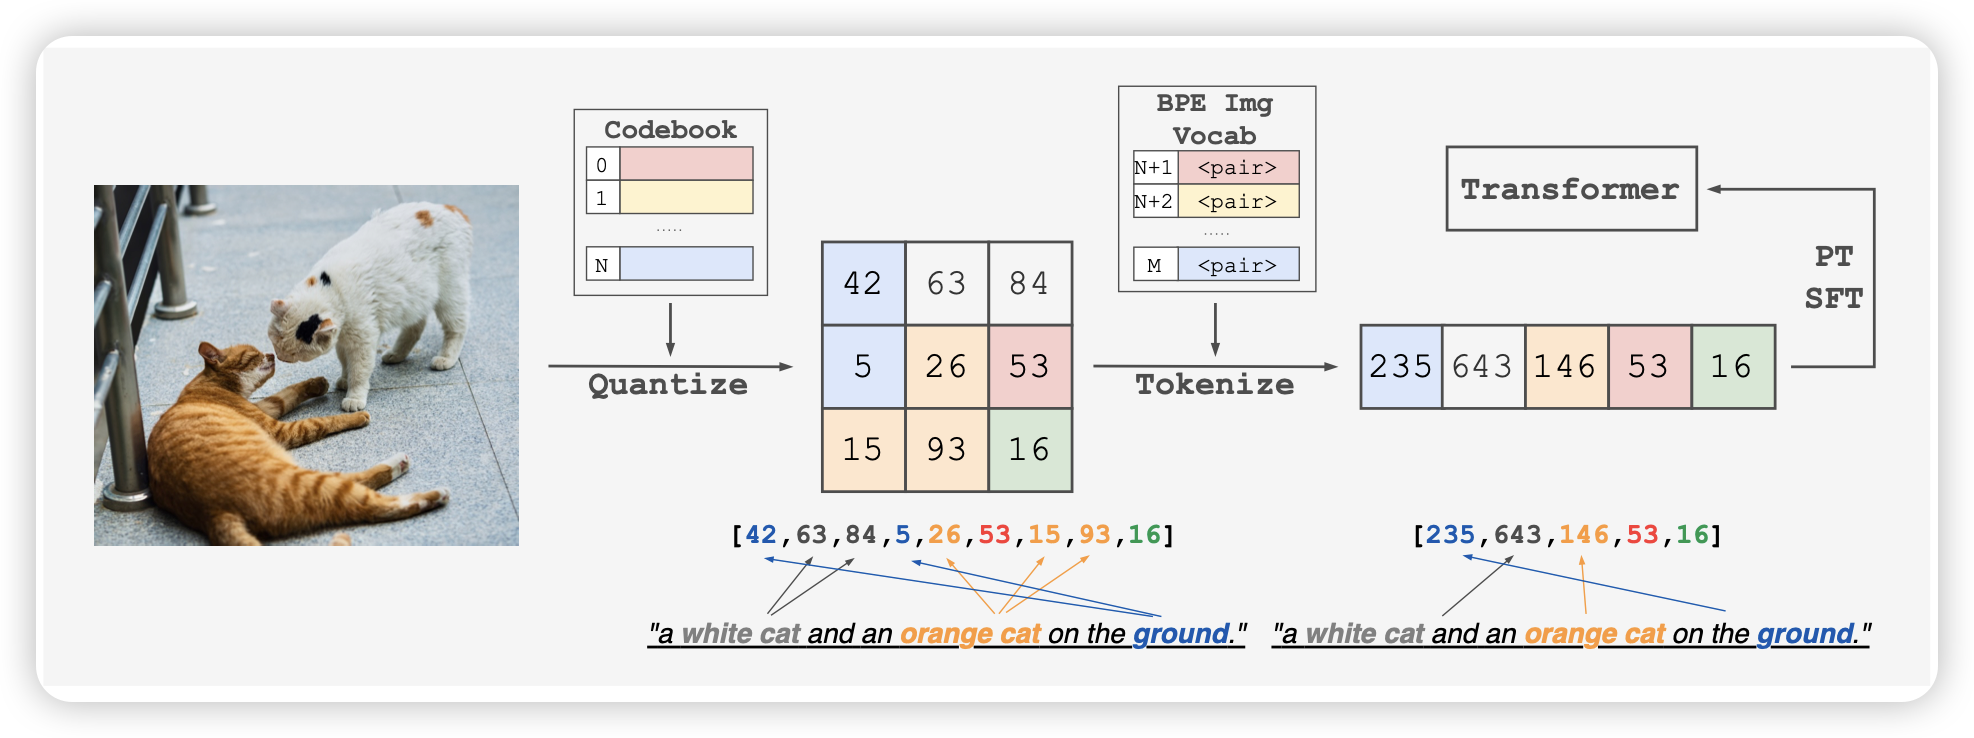 Codebook
0
1
.....
N
Quantize
42 63 84
5 26 53
15 93 16
BPE Img
Vocab
N+1 <pair>
N+2 <pair>
.....
M <pair>
Tokenize
235 643 146 53 16
Transformer
PT
SFT
[42,63,84,5,26,53,15,93,16]
"a white cat and an orange cat on the ground."
[235,643,146,53,16]
"a white cat and an orange cat on the ground."